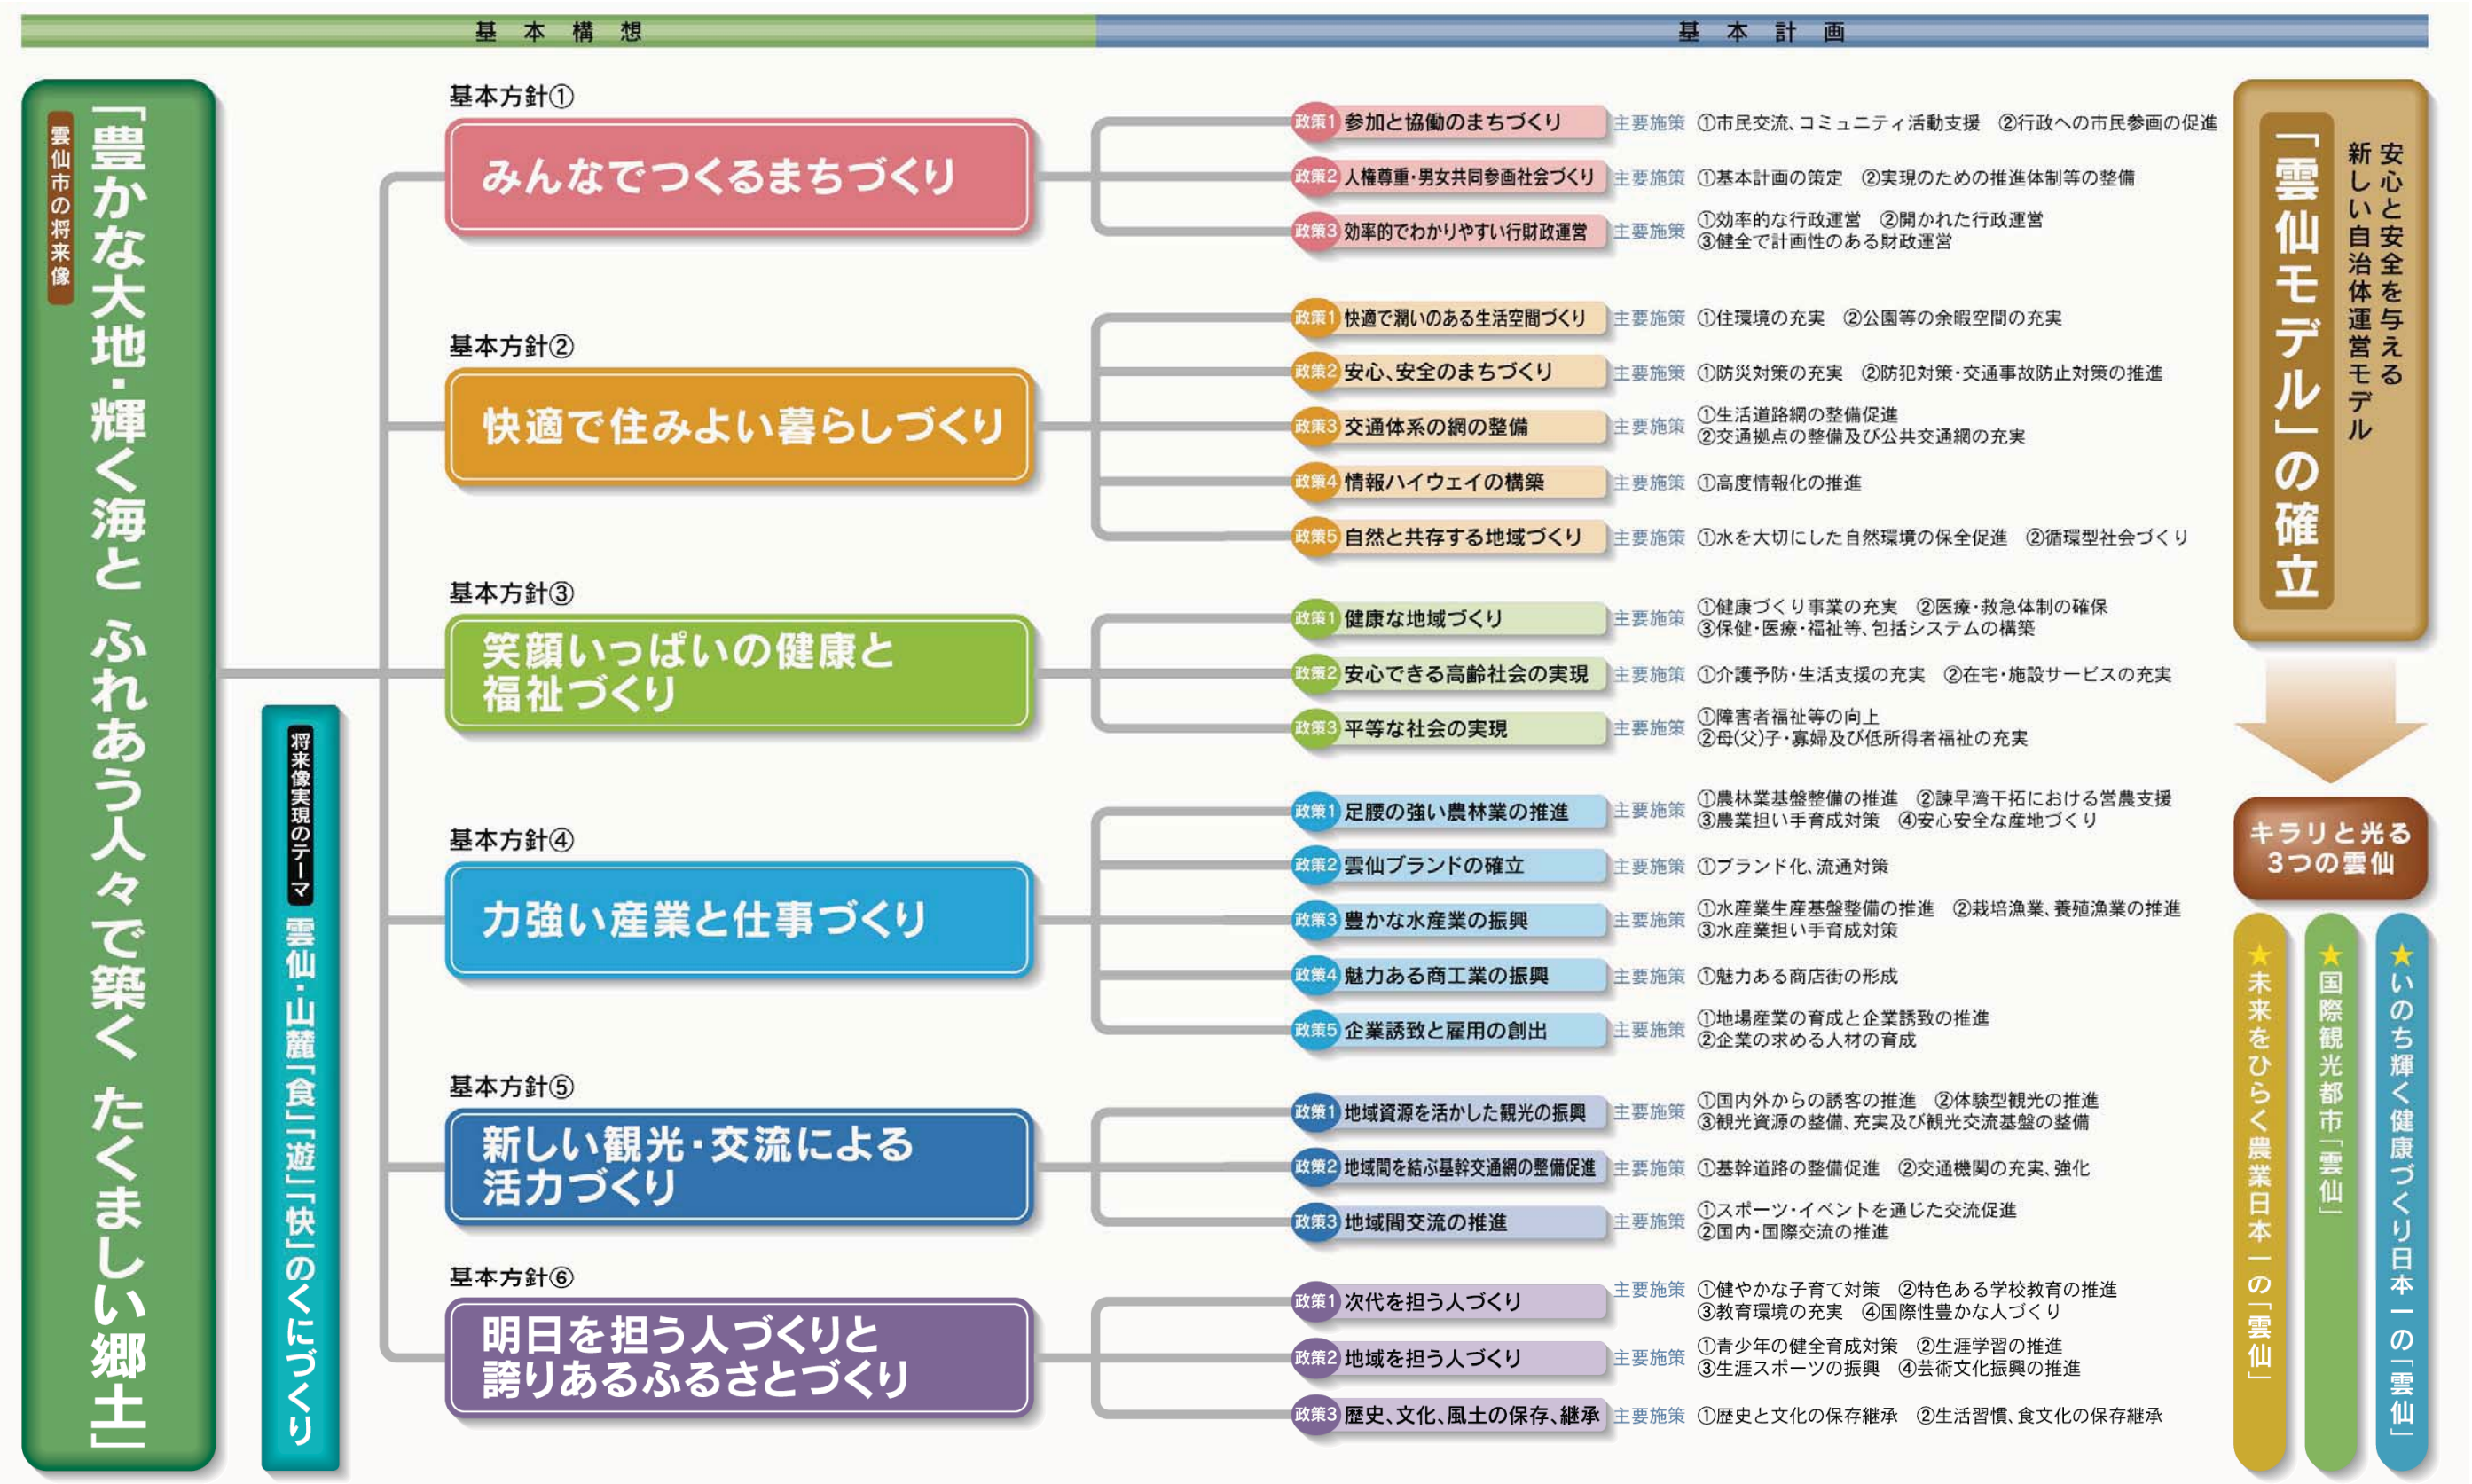 基本構想
基本計画
雲仙市の将来像
「豊かな大地・輝く海と ふれあう人々で築く たくましい郷土」
将来像実現のテーマ
雲仙・山麓「食」「遊」「快」のくにづくり
基本方針①
みんなでつくるまちづくり
政策1 参加と協働のまちづくり 主要施策 ①市民交流、コミュニティ活動支援 ②行政への市民参画の促進
政策2 人権尊重・男女共同参画社会づくり 主要施策 ①基本計画の策定 ②実現のための推進体制等の整備
政策3 効率的でわかりやすい行財政運営 主要施策 ①効率的な行政運営 ②開かれた行政運営
③健全で計画性のある財政運営
基本方針②
快適で住みよい暮らしづくり
政策1 快適で潤いのある生活空間づくり 主要施策 ①住環境の充実 ②公園等の余暇空間の充実
政策2 安心、安全のまちづくり 主要施策 ①防災対策の充実 ②防犯対策・交通事故防止対策の推進
政策3 交通体系の網の整備 主要施策 ①生活道路網の整備促進
②交通拠点の整備及び公共交通網の充実
政策4 情報ハイウェイの構築 主要施策 ①高度情報化の推進
政策5 自然と共存する地域づくり 主要施策 ①水を大切にした自然環境の保全促進 ②循環型社会づくり
基本方針③
笑顔いっぱいの健康と
福祉づくり
政策1 健康な地域づくり 主要施策 ①健康づくり事業の充実 ②医療・救急体制の確保
③保健・医療・福祉等、包括システムの構築
政策2 安心できる高齢社会の実現 主要施策 ①介護予防・生活支援の充実 ②在宅・施設サービスの充実
政策3 平等な社会の実現 主要施策 ①障害者福祉等の向上
②母(父)子・寡婦及び低所得者福祉の充実
基本方針④
力強い産業と仕事づくり
政策1 足腰の強い農林業の推進 主要施策 ①農林業基盤整備の推進 ②諫早湾干拓における営農支援
③農業担い手育成対策 ④安心安全な産地づくり
政策2 雲仙ブランドの確立 主要施策 ①ブランド化、流通対策
政策3 豊かな水産業の振興 主要施策 ①水産業生産基盤整備の推進 ②栽培漁業、養殖漁業の推進
③水産業担い手育成対策
政策4 魅力ある商工業の振興 主要施策 ①魅力ある商店街の形成
政策5 企業誘致と雇用の創出 主要施策 ①地場産業の育成と企業誘致の推進
②企業の求める人材の育成
基本方針⑤
新しい観光・交流による
活力づくり
政策1 地域資源を活かした観光の振興 主要施策 ①国内外からの誘客の推進 ②体験型観光の推進
③観光資源の整備、充実及び観光交流基盤の整備
政策2 地域間を結ぶ基幹交通網の整備促進 主要施策 ①基幹道路の整備促進 ②交通機関の充実、強化
政策3 地域間交流の推進 主要施策 ①スポーツ・イベントを通じた交流促進
②国内・国際交流の推進
基本方針⑥
明日を担う人づくりと
誇りあるふるさとづくり
政策1 次代を担う人づくり 主要施策 ①健やかな子育て対策 ②特色ある学校教育の推進
③教育環境の充実 ④国際性豊かな人づくり
政策2 地域を担う人づくり 主要施策 ①青少年の健全育成対策 ②生涯学習の推進
③生涯スポーツの振興 ④芸術文化振興の推進
政策3 歴史、文化、風土の保存、継承 主要施策 ①歴史と文化の保存継承 ②生活習慣、食文化の保存継承
安心と安全を与える
新しい自治体運営モデル
「雲仙モデル」の確立
キラリと光る
3つの雲仙
★いのち輝く健康づくり日本一の「雲仙」
★国際観光都市「雲仙」
★未来をひらく農業日本一の「雲仙」